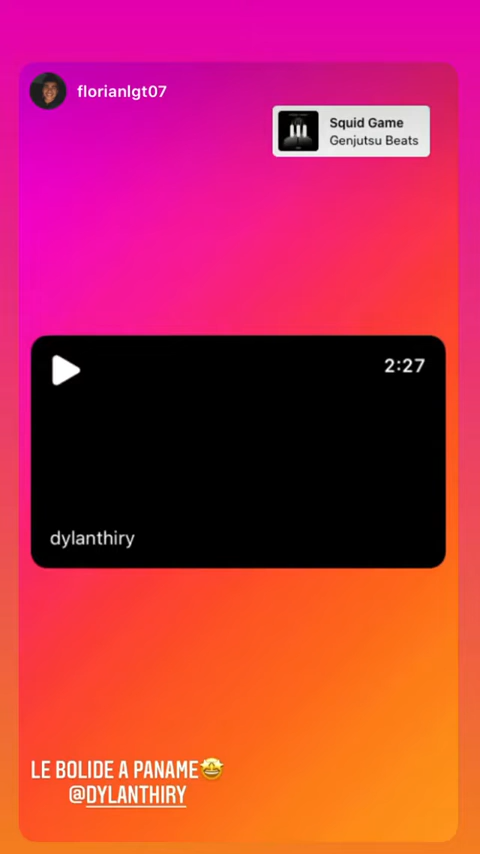 florianlgt07
Squid Game
Genjutsu Beats
2:27
dylanthiry
LE BOLIDE A PANAME🤩
@DYLANTHIRY